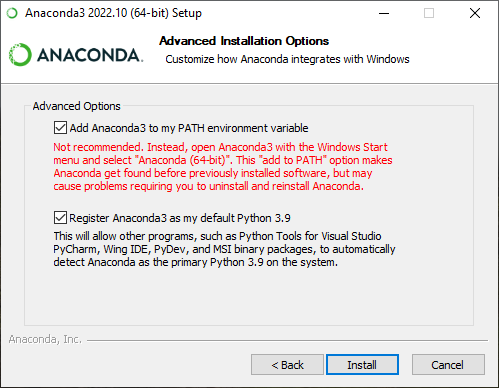 Anaconda3 2022.10 (64-bit) Setup
ANACONDA.
Advanced Installation Options
Customize how Anaconda integrates with Windows
Advanced Options
Add Anaconda3 to my PATH environment variable
Not recommended. Instead, open Anaconda3 with the Windows Start
menu and select "Anaconda (64-bit)". This "add to PATH" option makes
Anaconda get found before previously installed software, but may
cause problems requiring you to uninstall and reinstall Anaconda.
Register Anaconda3 as my default Python 3.9
This will allow other programs, such as Python Tools for Visual Studio
PyCharm, Wing IDE, PyDev, and MSI binary packages, to automatically
detect Anaconda as the primary Python 3.9 on the system.
Anaconda, Inc.
< Back
Install
Cancel